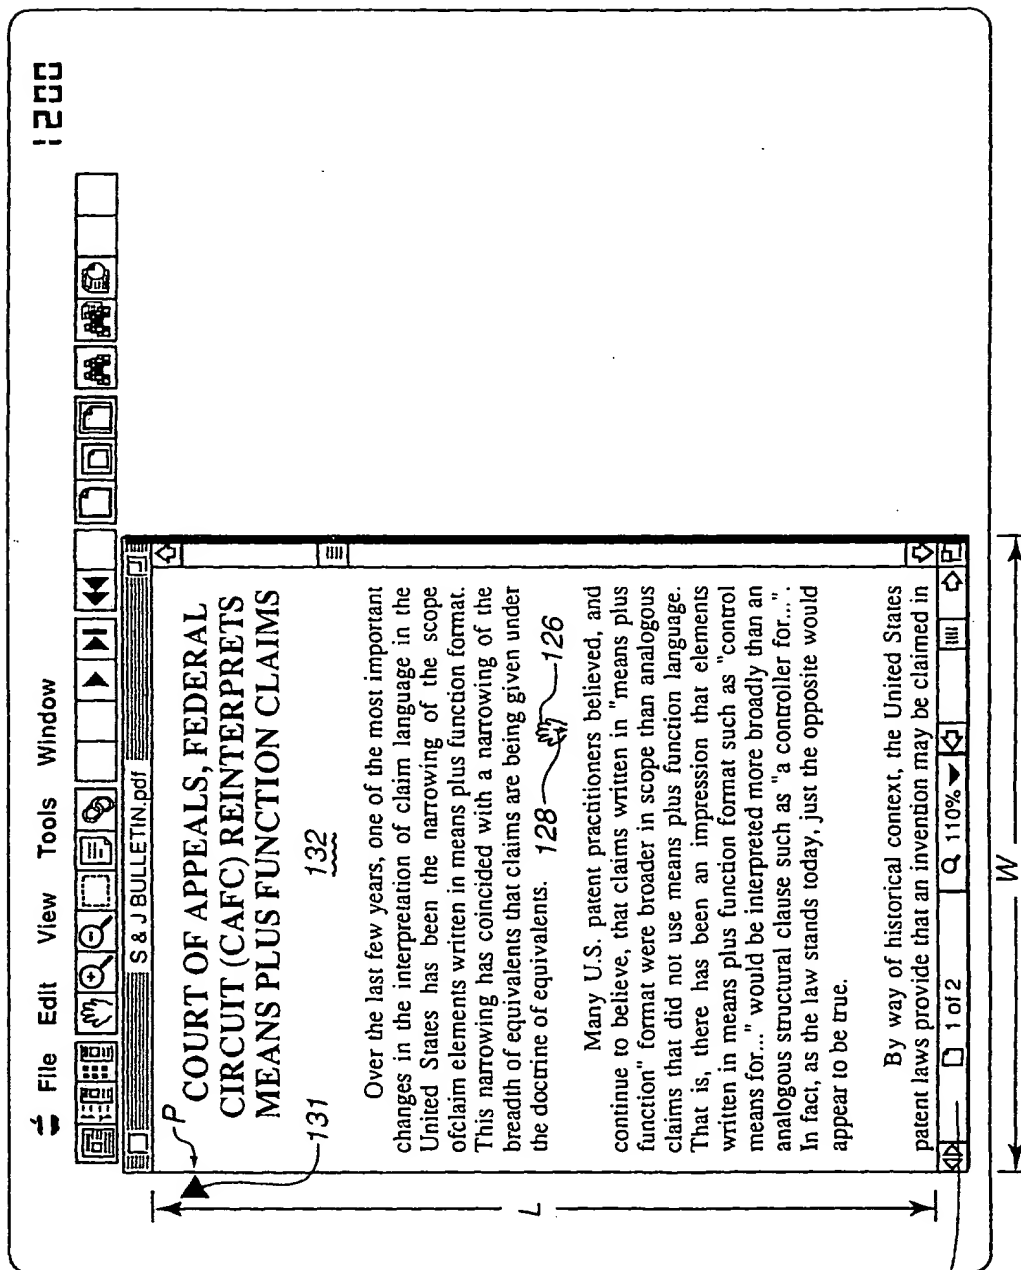 1200
File Edit View Tools Window
S & J BULLETIN.pdf
P
131
COURT OF APPEALS, FEDERAL
CIRCUIT (CAFC) REINTERPRETS
MEANS PLUS FUNCTION CLAIMS
132
Over the last few years, one of the most important
changes in the interpretation of claim language in the
United States has been the narrowing of the scope
ofclaim elements written in means plus function format.
This narrowing has coincided with a narrowing of the
breadth of equivalents that claims are being given under
the doctrine of equivalents.
128
126
Many U.S. patent practitioners believed, and
continue to believe, that claims written in "means plus
function" format were broader in scope than analogous
claims that did not use means plus function language.
That is, there has been an impression that elements
written in means plus function format such as "control
means for..." would be interpreted more broadly than an
analogous structural clause such as "a controller for...".
In fact, as the law stands today, just the opposite would
appear to be true.
By way of historical context, the United States
patent laws provide that an invention may be claimed in
1 of 2
110%
L
W